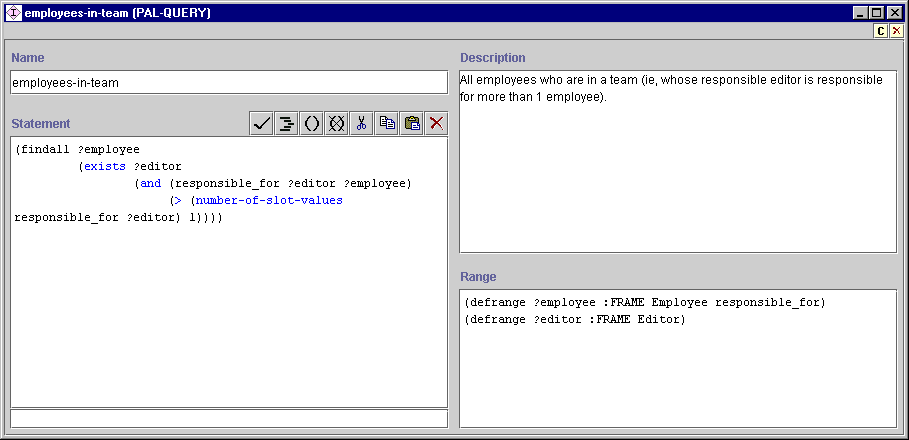 employees-in-team (PAL-QUERY)
C
Name
employees-in-team
Statement
(findall ?employee
(exists ?editor
(and (responsible_for ?editor ?employee)
(> (number-of-slot-values
responsible_for ?editor) 1))))
Description
All employees who are in a team (ie, whose responsible editor is responsible
for more than 1 employee).
Range
(defrange ?employee :FRAME Employee responsible_for)
(defrange ?editor :FRAME Editor)